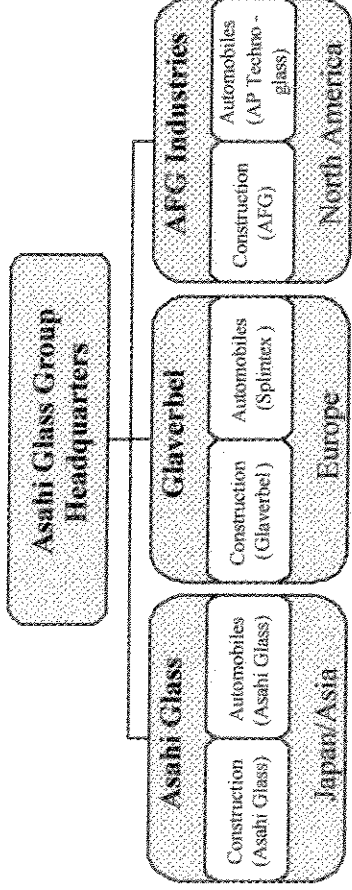 Asahi Glass Group
Headquarters
Asahi Glass
Construction
(Asahi Glass)
Automobiles
(Asahi Glass)
Japan/Asia
Glaverbel
Construction
(Glaverbel)
Automobiles
(Splintex )
Europe
AFG Industries
Construction
(AFG)
Automobiles
(AP Techno -
glass)
North America